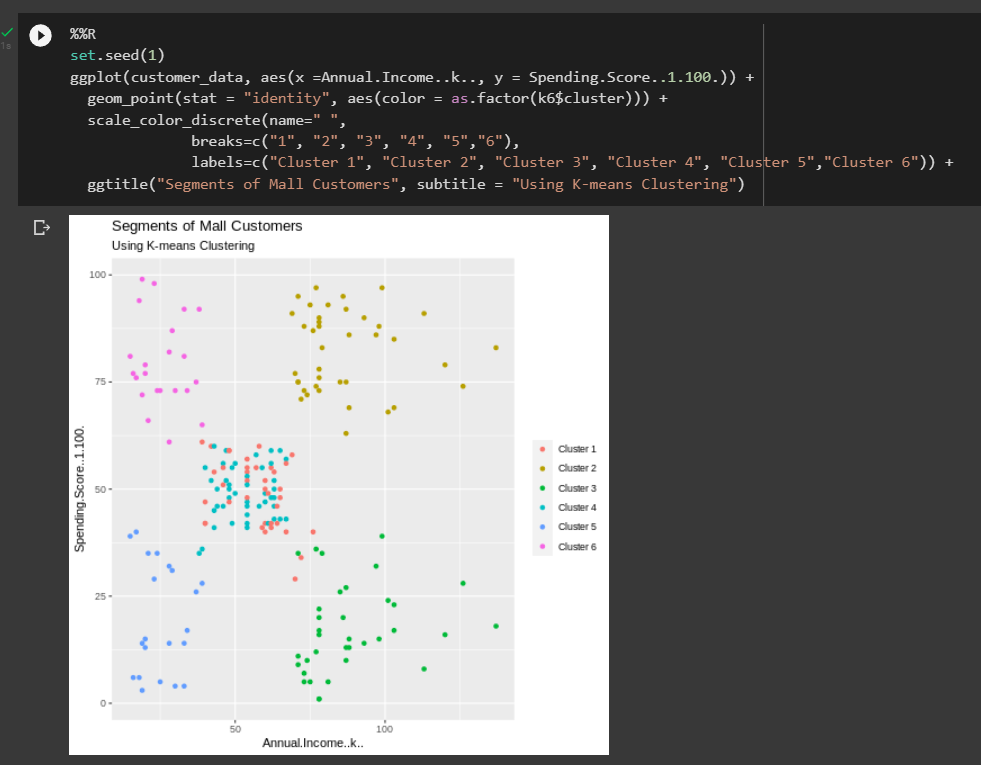 %%R
1s
set.seed(1)
ggplot(customer_data, aes(x =Annual.Income..k.., y = Spending.Score..1.100.)) +
  geom_point(stat = "identity", aes(color = as.factor(k6$cluster))) +
  scale_color_discrete(name=" ",
              breaks=c("1", "2", "3", "4", "5","6"),
              labels=c("Cluster 1", "Cluster 2", "Cluster 3", "Cluster 4", "Cluster 5","Cluster 6")) +
  ggtitle("Segments of Mall Customers", subtitle = "Using K-means Clustering")
Segments of Mall Customers
Using K-means Clustering
100
75
50
25
0
Spending.Score..1.100.
50
100
Annual.Income..k..
Cluster 1
Cluster 2
Cluster 3
Cluster 4
Cluster 5
Cluster 6